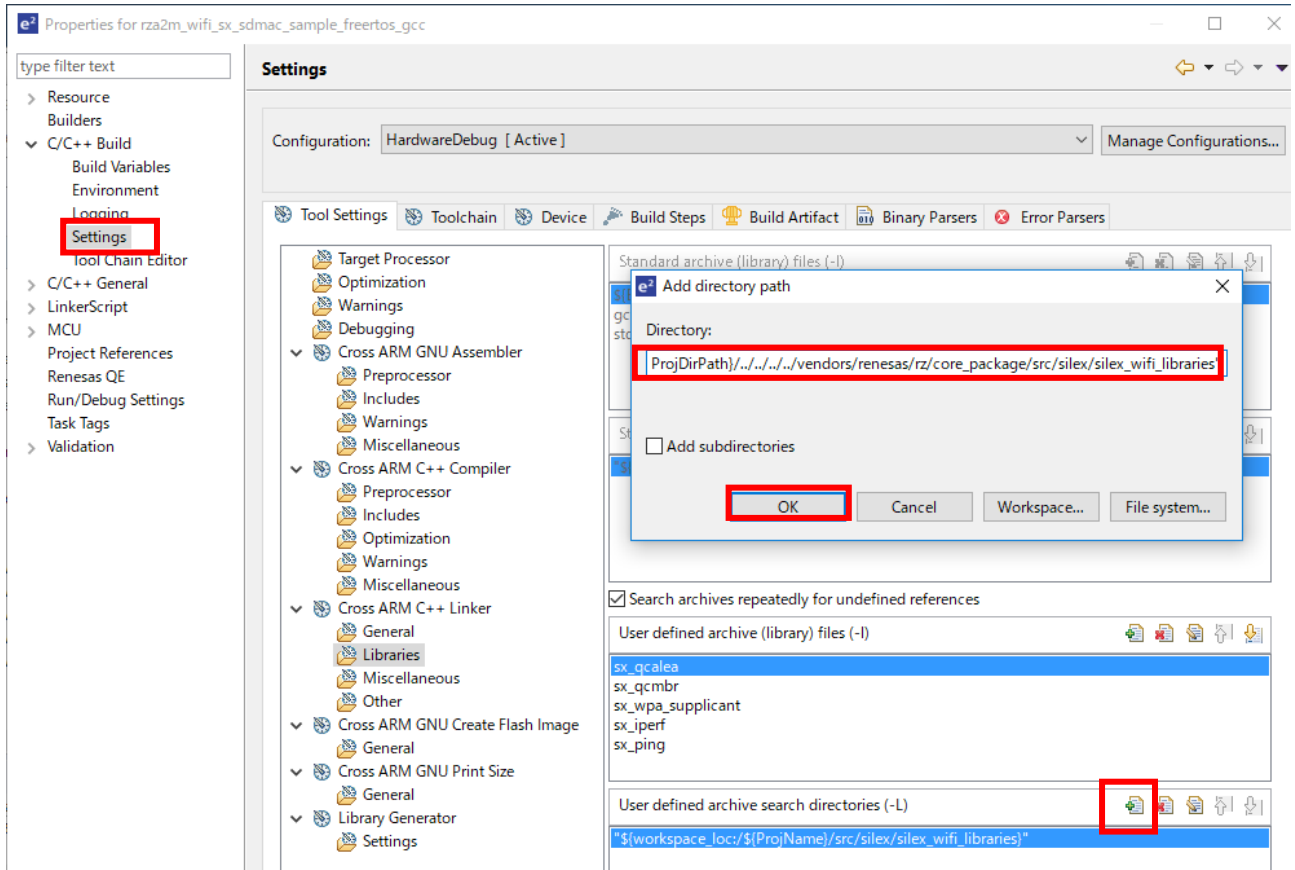 e² Properties for rza2m_wifi_sx_sdmac_sample_freertos_gcc
type filter text
Resource
Builders
C/C++ Build
Build Variables
Environment
Logging
Settings
Tool Chain Editor
C/C++ General
LinkerScript
MCU
Project References
Renesas QE
Run/Debug Settings
Task Tags
Validation
Settings
Configuration: HardwareDebug [ Active ] Manage Configurations...
Tool Settings Toolchain Device Build Steps Build Artifact Binary Parsers Error Parsers
Target Processor
Optimization
Warnings
Debugging
Cross ARM GNU Assembler
Preprocessor
Includes
Warnings
Miscellaneous
Cross ARM C++ Compiler
Preprocessor
Includes
Optimization
Warnings
Miscellaneous
Cross ARM C++ Linker
General
Libraries
Miscellaneous
Other
Cross ARM GNU Create Flash Image
General
Cross ARM GNU Print Size
General
Library Generator
Settings
Standard archive (library) files (-l)
e² Add directory path
Directory:
ProjDirPath}/../../../../vendors/renesas/rz/core_package/src/silex/silex_wifi_libraries"
Add subdirectories
OK Cancel Workspace... File system...
Search archives repeatedly for undefined references
User defined archive (library) files (-l)
sx_qcalea
sx_qcmbr
sx_wpa_supplicant
sx_iperf
sx_ping
User defined archive search directories (-L)
"${workspace_loc:/${ProjName}/src/silex/silex_wifi_libraries}"